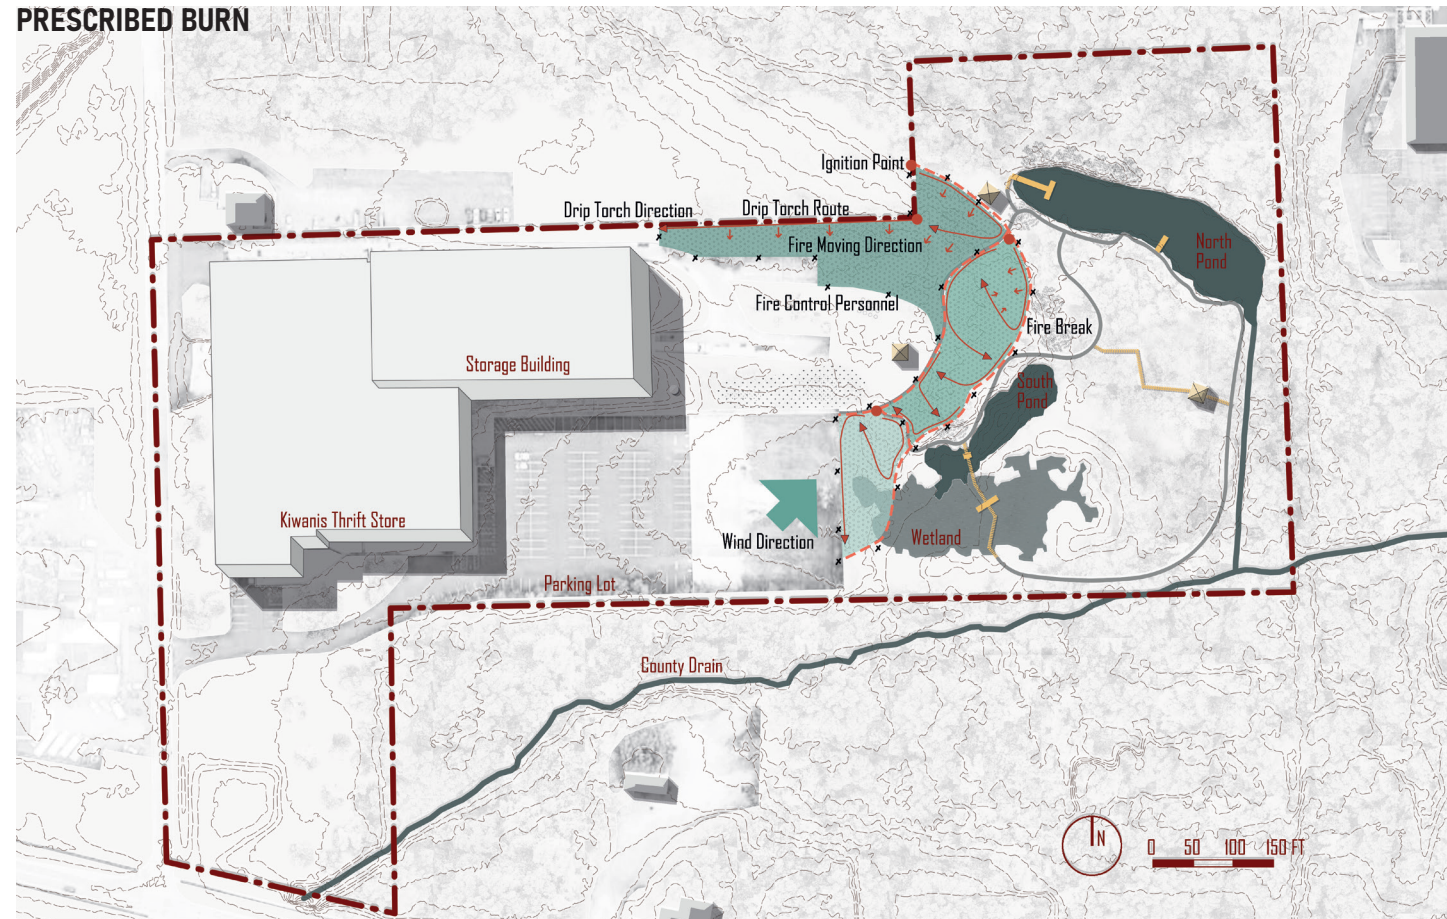 PRESCRIBED BURN
Ignition Point
Drip Torch Direction
Drip Torch Route
Fire Moving Direction
North
Pond
Fire Control Personnel
Fire Break
Storage Building
South
Pond
Kiwanis Thrift Store
Wind Direction
Wetland
Parking Lot
County Drain
N
0 50 100 150 FT